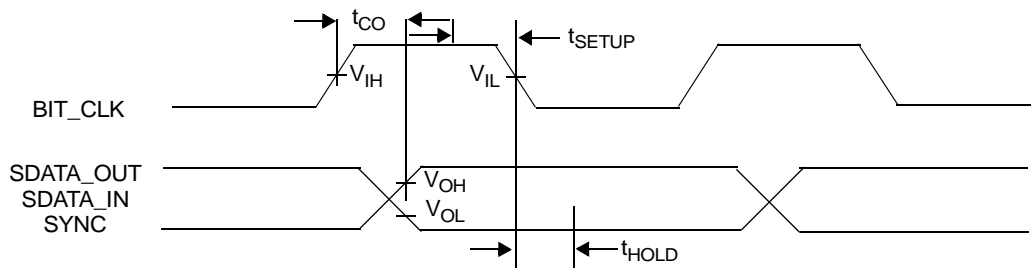 tCO
tSETUP
VIH
VIL
BIT_CLK
SDATA_OUT
SDATA_IN
SYNC
VOH
VOL
tHOLD